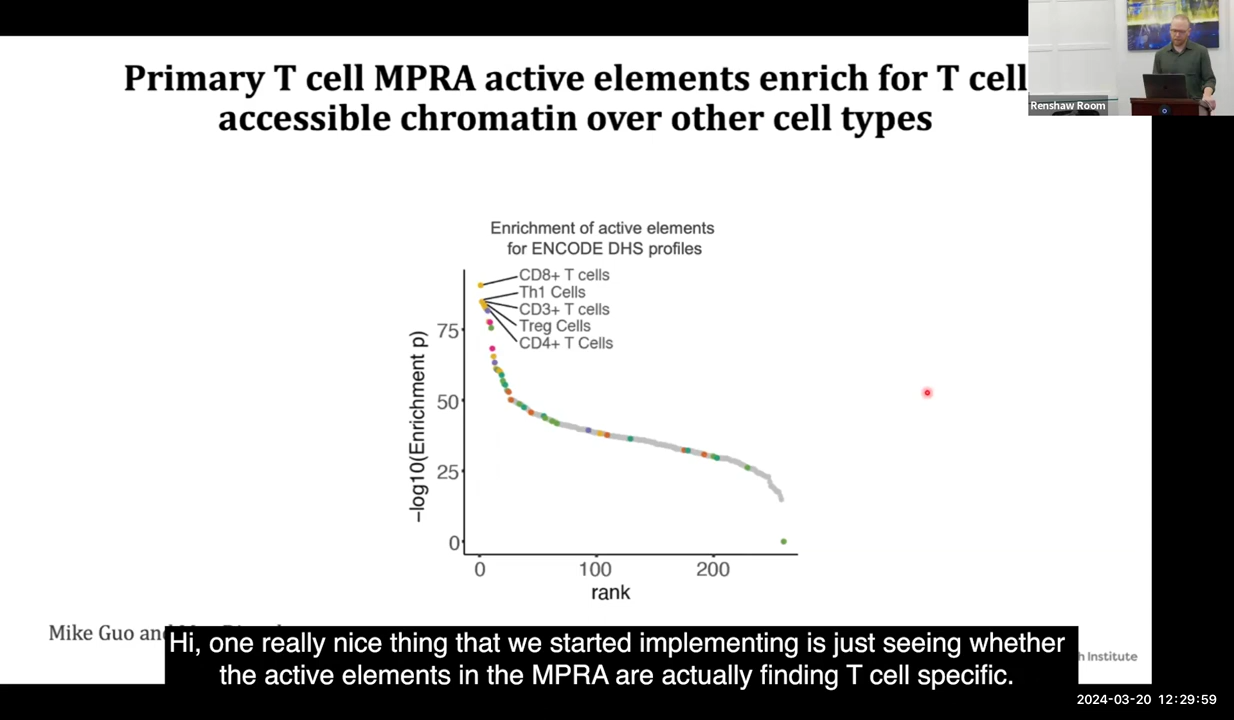 Primary T cell MPRA active elements enrich for T cell
accessible chromatin over other cell types
Renshaw Room
Enrichment of active elements
for ENCODE DHS profiles
CD8+ T cells
Th1 Cells
CD3+ T cells
Treg Cells
CD4+ T Cells
−log10(Enrichment p)
75
50
25
0
0 100 200
rank
Mike Guo and
Institute
Hi, one really nice thing that we started implementing is just seeing whether
the active elements in the MPRA are actually finding T cell specific.
2024-03-20 12:29:59